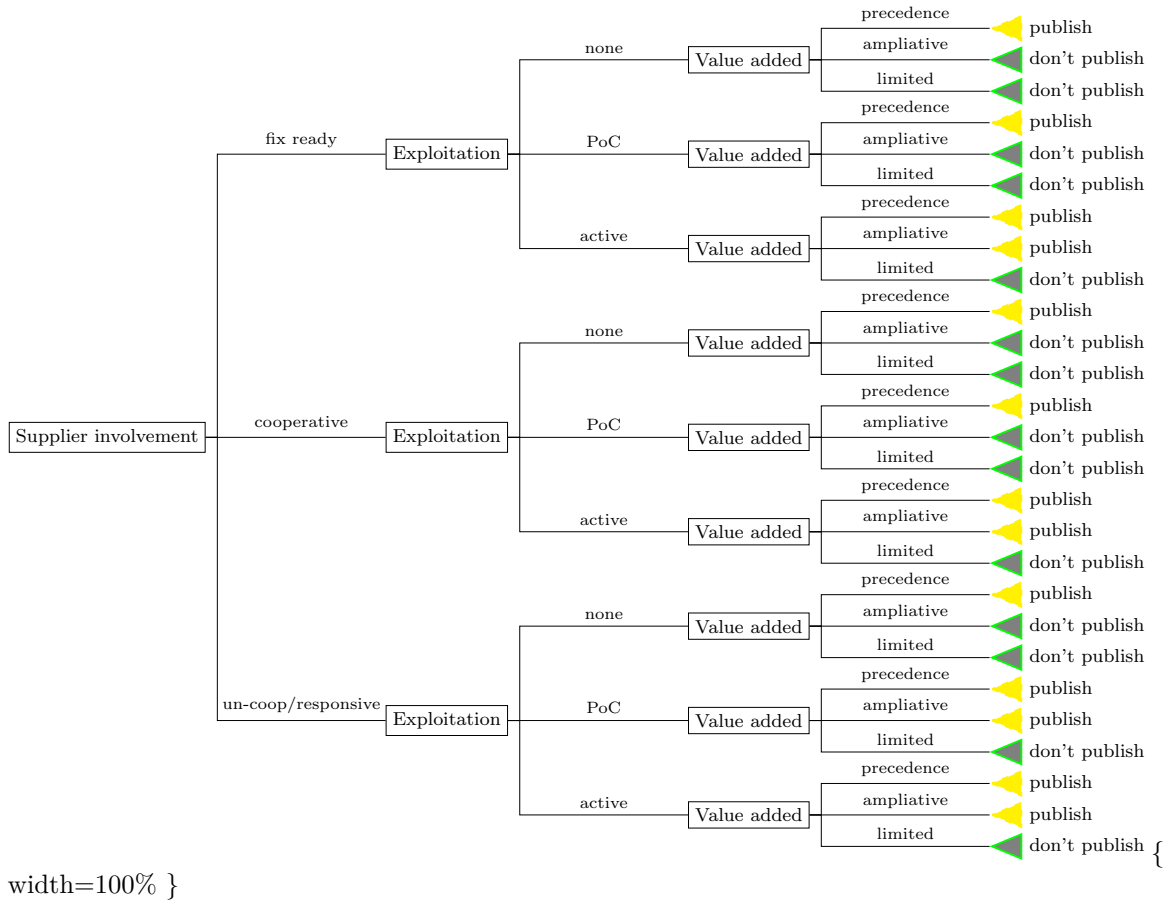 precedence
publish
none
ampliative
Value added
don't publish
limited
don't publish
precedence
publish
fix ready
PoC
ampliative
Exploitation
Value added
don't publish
limited
don't publish
precedence
publish
active
ampliative
Value added
publish
limited
don't publish
precedence
publish
none
ampliative
Value added
don't publish
limited
don't publish
precedence
publish
cooperative
PoC
ampliative
Supplier involvement
Exploitation
Value added
don't publish
limited
don't publish
precedence
publish
active
ampliative
Value added
publish
limited
don't publish
precedence
publish
none
ampliative
Value added
don't publish
limited
don't publish
precedence
publish
un-coop/responsive
PoC
ampliative
Exploitation
Value added
publish
limited
don't publish
precedence
publish
active
ampliative
Value added
publish
limited
don't publish {
width=100% }